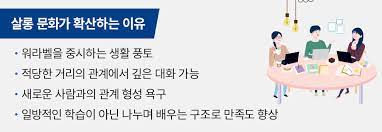 살롱 문화가 확산하는 이유
• 워라벨을 중시하는 생활 풍토
• 적당한 거리의 관계에서 깊은 대화 가능
• 새로운 사람과의 관계 형성 욕구
• 일방적인 학습이 아닌 나누며 배우는 구조로 만족도 향상